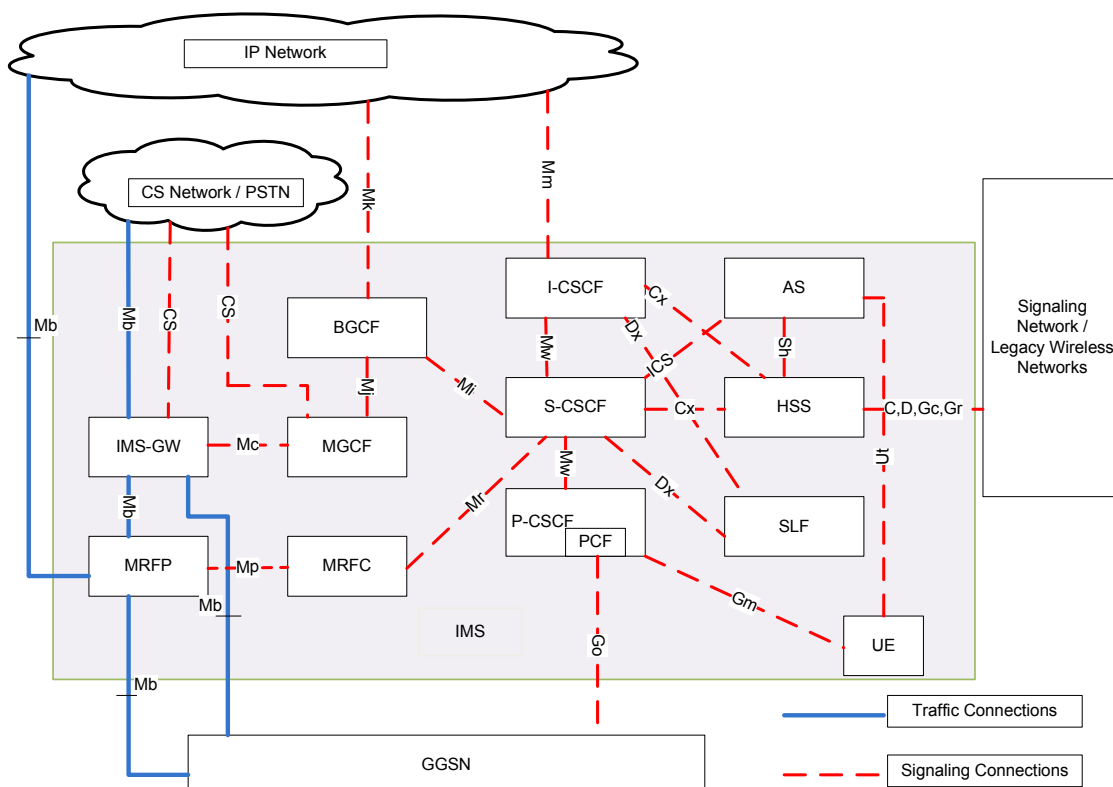 IP Network
CS Network / PSTN
Mk
Mm
Mb
Mb
CS
CS
I-CSCF
AS
Cx
Dx
BGCF
Mw
Sh
ICS
Signaling
Network /
Legacy Wireless
Networks
Mj
Mi
S-CSCF
Cx
HSS
C,D,Gc,Gr
IMS-GW
Mc
MGCF
Mw
Ut
Mr
Dx
Mb
P-CSCF
PCF
SLF
MRFP
Mp
MRFC
Mb
Gm
IMS
Go
UE
Mb
Traffic Connections
GGSN
Signaling Connections